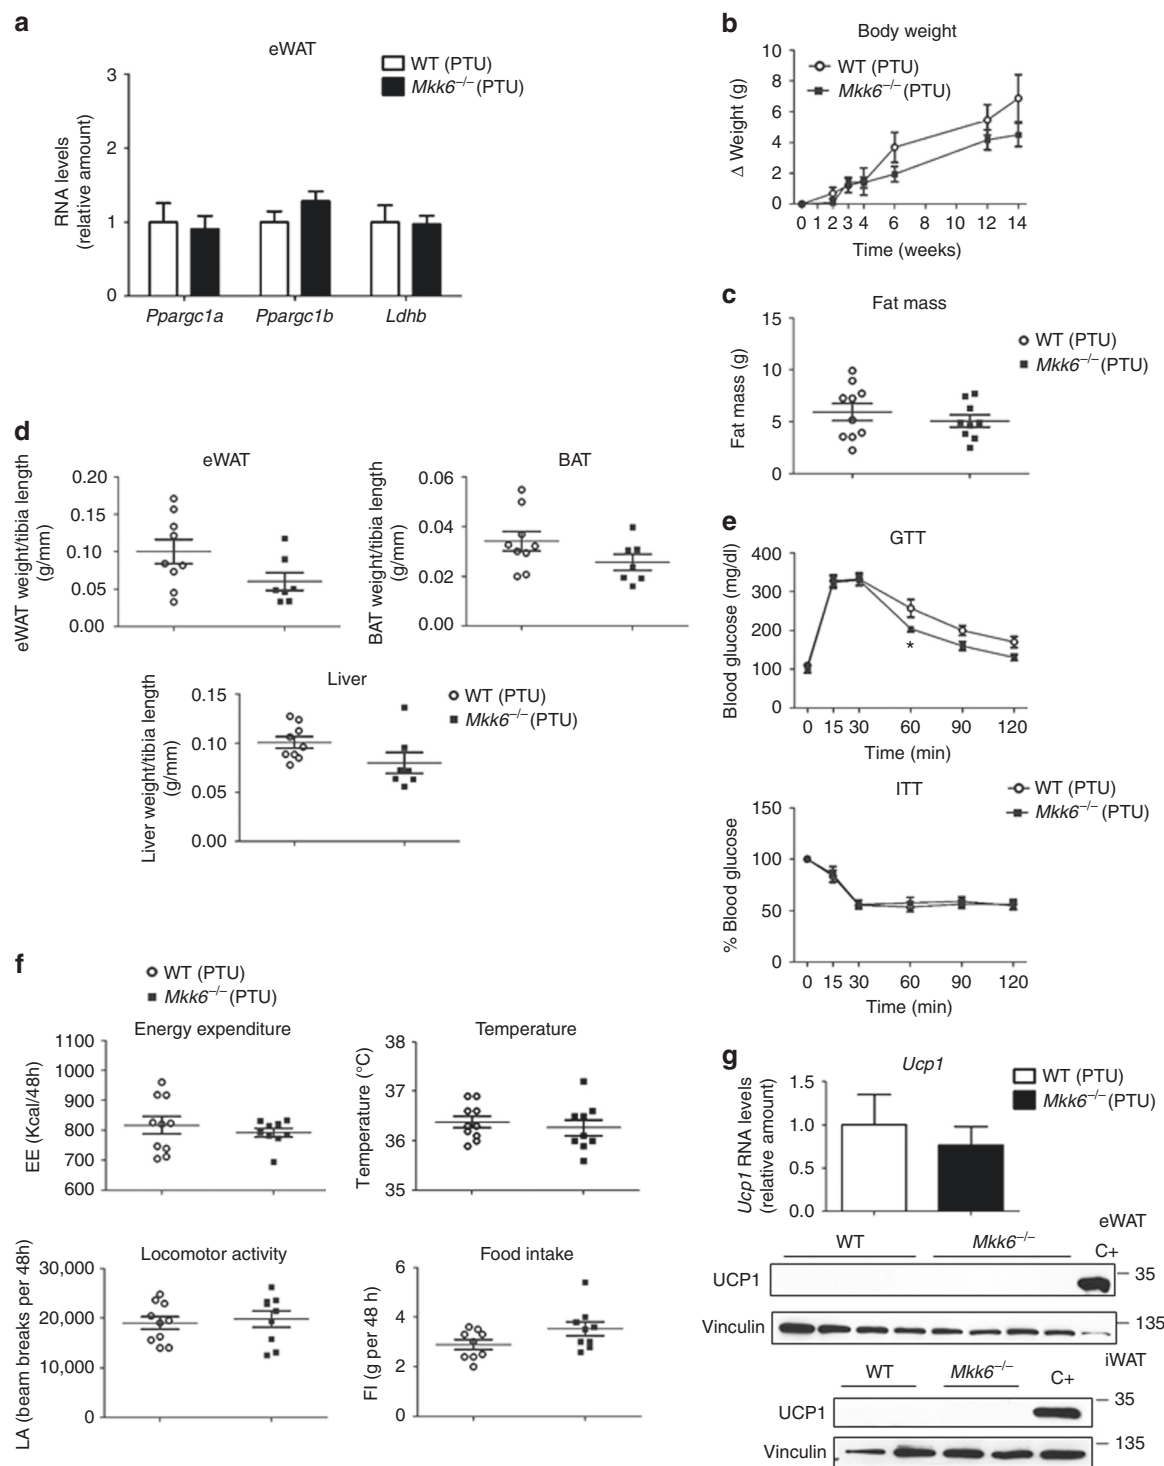 a
eWAT
WT (PTU)
Mkk6–/– (PTU)
RNA levels
(relative amount)
3
2
1
0
Ppargc1a Ppargc1b Ldhb
b
Body weight
WT (PTU)
Mkk6–/– (PTU)
Δ Weight (g)
10
8
6
4
2
0
0 1 2 3 4 6 8 10 12 14
Time (weeks)
c
Fat mass
WT (PTU)
Mkk6–/– (PTU)
Fat mass (g)
15
10
5
0
d
eWAT
eWAT weight/tibia length
(g/mm)
0.20
0.15
0.10
0.05
0.00
BAT
BAT weight/tibia length
(g/mm)
0.06
0.04
0.02
0.00
Liver
WT (PTU)
Mkk6–/– (PTU)
Liver weight/tibia length
(g/mm)
0.15
0.10
0.05
0.00
e
GTT
Blood glucose (mg/dl)
400
300
200
100
0
*
0 15 30 60 90 120
Time (min)
ITT
WT (PTU)
Mkk6–/– (PTU)
% Blood glucose
150
100
50
0
0 15 30 60 90 120
Time (min)
f
WT (PTU)
Mkk6–/– (PTU)
Energy expenditure
EE (Kcal/48h)
1100
1000
900
800
700
600
Temperature
Temperature (°C)
38
37
36
35
Locomotor activity
LA (beam breaks per 48h)
30,000
20,000
10,000
0
Food intake
FI (g per 48 h)
6
4
2
0
g
Ucp1
WT (PTU)
Mkk6–/– (PTU)
Ucp1 RNA levels
(relative amount)
1.5
1.0
0.5
0.0
eWAT
WT Mkk6–/– C+
UCP1 35
Vinculin 135
iWAT
WT Mkk6–/– C+
UCP1 35
Vinculin 135